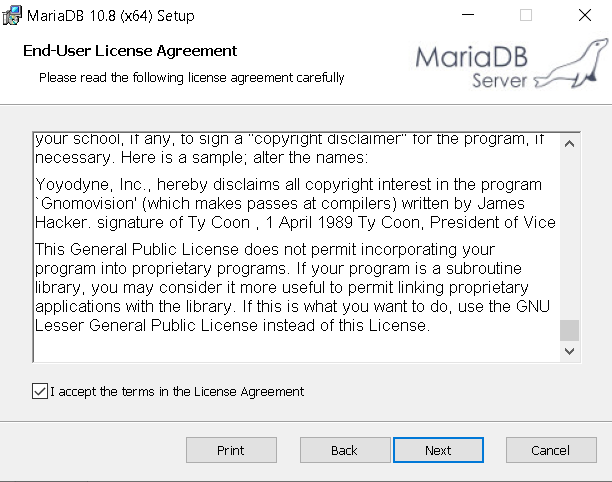 MariaDB 10.8 (x64) Setup
End-User License Agreement
Please read the following license agreement carefully
MariaDB
Server
your school, if any, to sign a "copyright disclaimer" for the program, if
necessary. Here is a sample; alter the names:
Yoyodyne, Inc., hereby disclaims all copyright interest in the program
`Gnomovision' (which makes passes at compilers) written by James
Hacker. signature of Ty Coon , 1 April 1989 Ty Coon, President of Vice
This General Public License does not permit incorporating your
program into proprietary programs. If your program is a subroutine
library, you may consider it more useful to permit linking proprietary
applications with the library. If this is what you want to do, use the GNU
Lesser General Public License instead of this License.
I accept the terms in the License Agreement
Print
Back
Next
Cancel